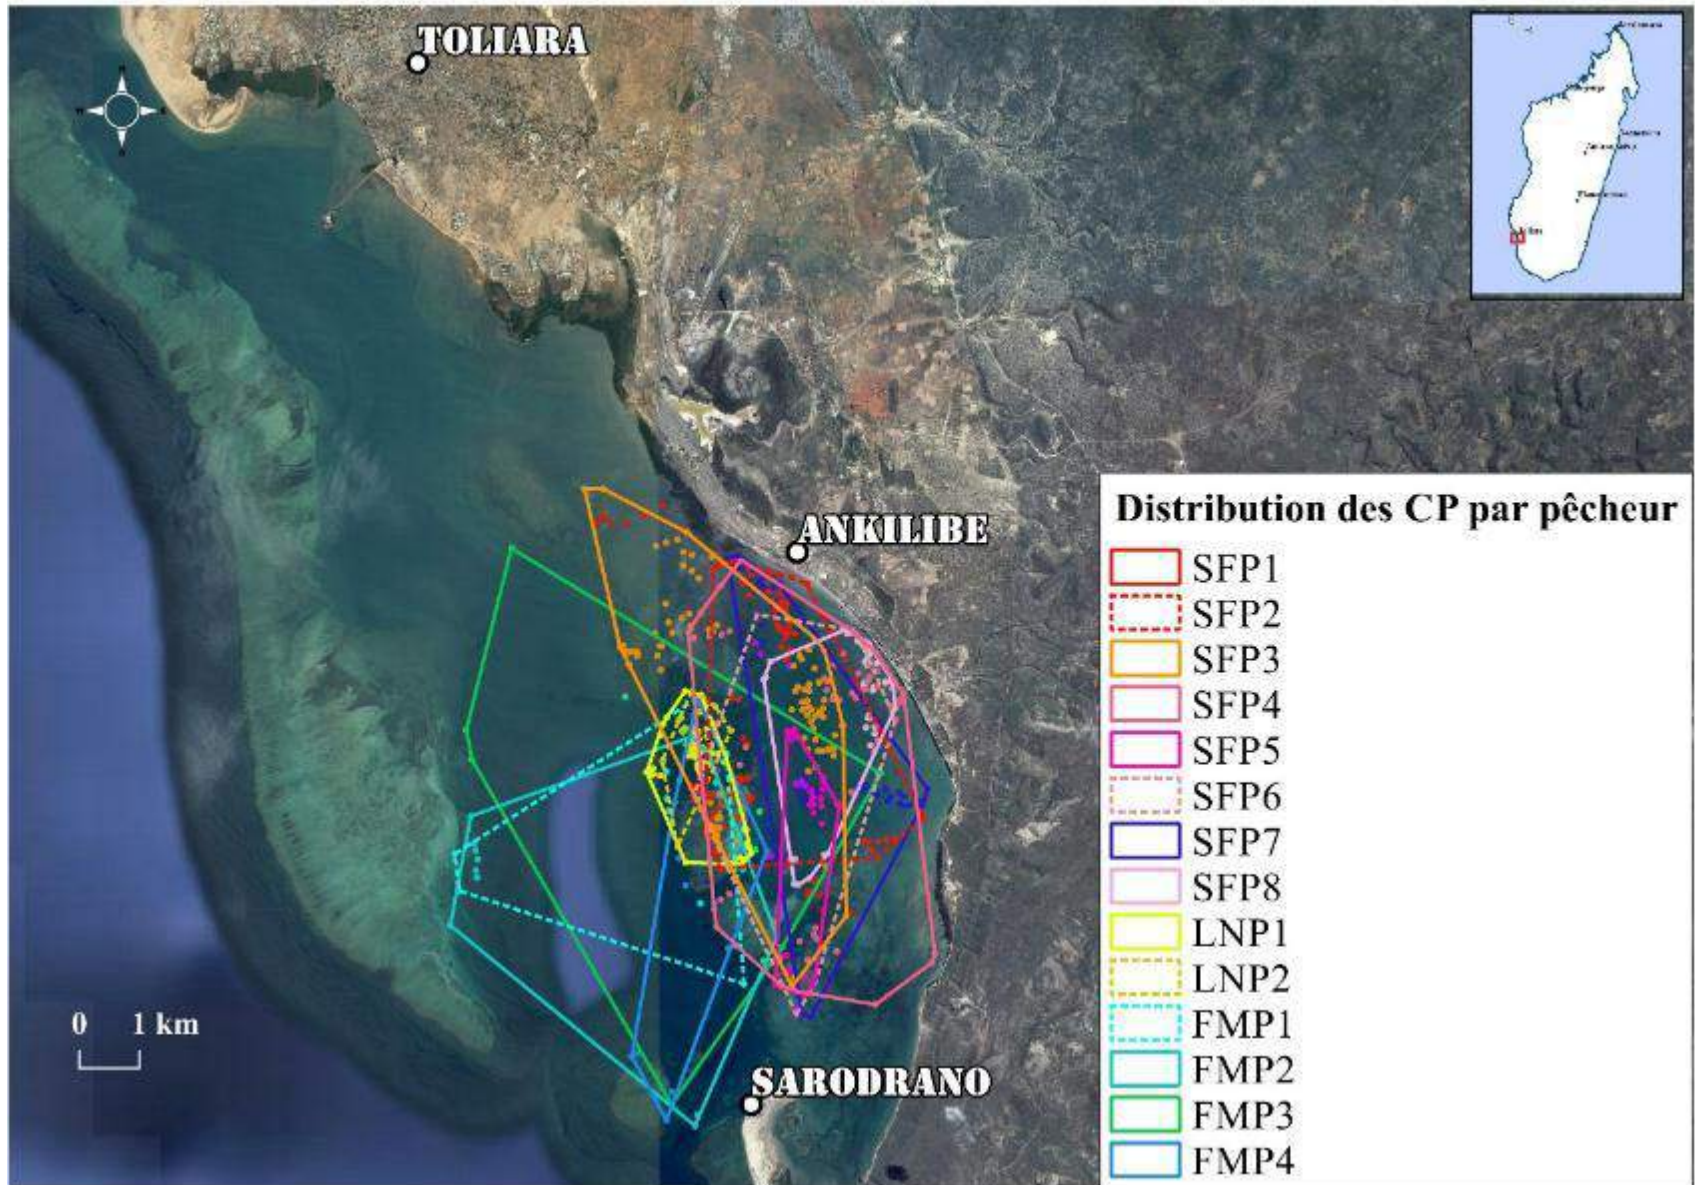 TOLIARA
ANKILIBE
Distribution des CP par pêcheur
SFP1
SFP2
SFP3
SFP4
SFP5
SFP6
SFP7
SFP8
LNP1
LNP2
FMP1
FMP2
FMP3
FMP4
0 1 km
SARODRANO